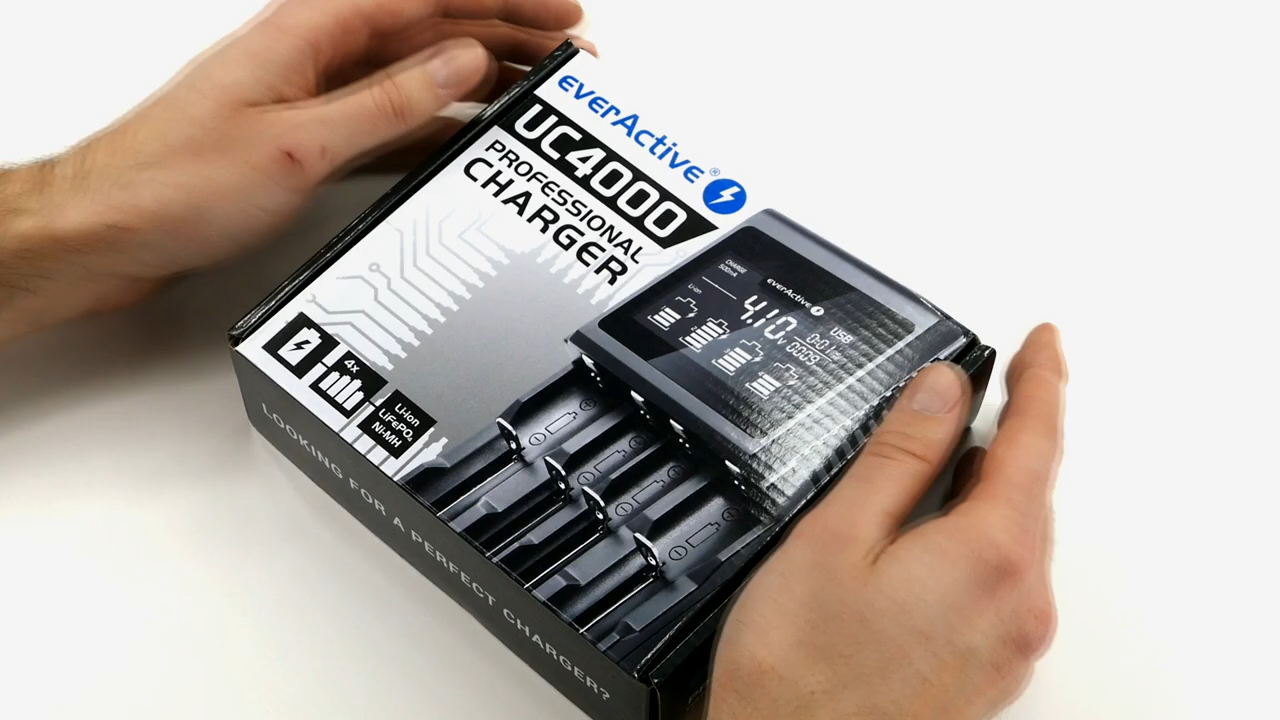 everActive®
UC4000
PROFESSIONAL
CHARGER
CHARGE
500mA
everActive
Li-ion
4.10v
USB
0009
4x
Li-ion
LiFePO₄
Ni-MH
LOOKING FOR A PERFECT CHARGER?